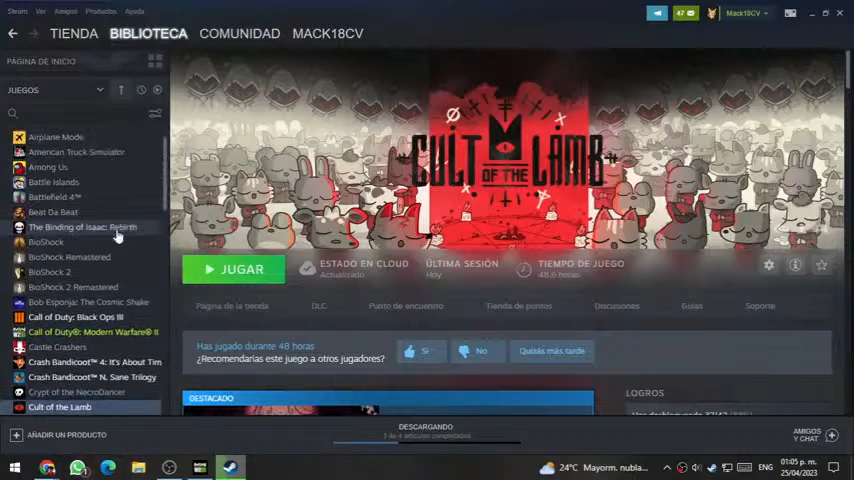 Steam Ver Amigos Productos Ayuda
47 Mack18CV
TIENDA BIBLIOTECA COMUNIDAD MACK18CV
PÁGINA DE INICIO
JUEGOS
Airplane Mode
American Truck Simulator
Among Us
Battle Islands
Battlefield 4™
Beat Da Beat
The Binding of Isaac: Rebirth
BioShock
BioShock Remastered
BioShock 2
BioShock 2 Remastered
Bob Esponja: The Cosmic Shake
Call of Duty: Black Ops III
Call of Duty®: Modern Warfare® II
Castle Crashers
Crash Bandicoot™ 4: It's About Tim
Crash Bandicoot™ N. Sane Trilogy
Crypt of the NecroDancer
Cult of the Lamb
CULT OF THE LAMB
JUGAR
ESTADO EN CLOUD
Actualizado
ÚLTIMA SESIÓN
Hoy
TIEMPO DE JUEGO
48.6 horas
Página de la tienda DLC Punto de encuentro Tienda de puntos Discusiones Guías Soporte
Has jugado durante 48 horas
¿Recomendarías este juego a otros jugadores?
Sí No Quizás más tarde
DESTACADO
LOGROS
AÑADIR UN PRODUCTO
DESCARGANDO
3 de 4 artículos completados
AMIGOS
Y CHAT
24°C Mayorm. nubla...
ENG
01:05 p. m.
25/04/2023